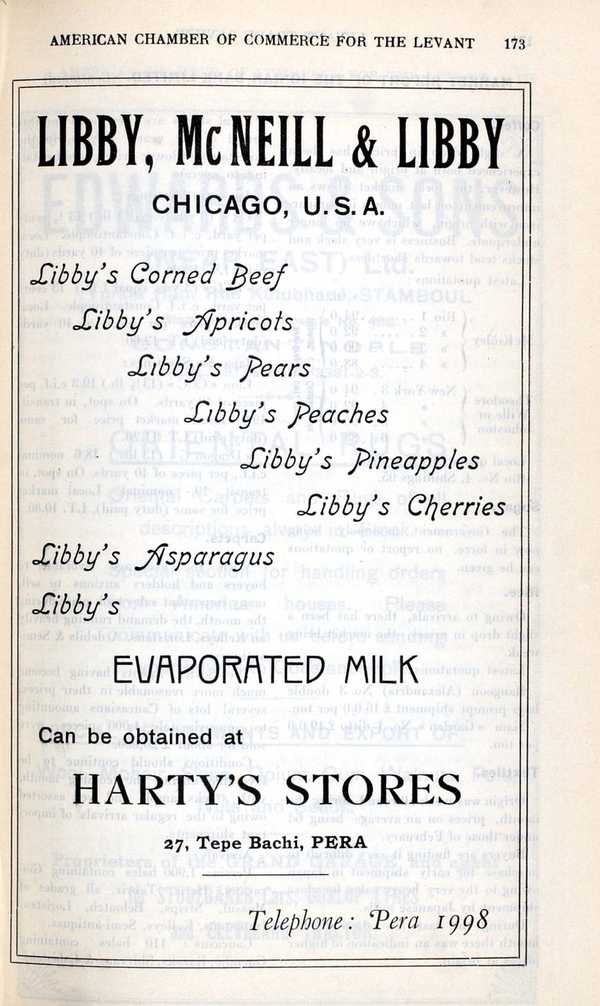 AMERICAN CHAMBER OF COMMERCE FOR THE LEVANT 173
LIBBY, McNEILL & LIBBY
CHICAGO, U.S.A.
Libby's Corned Beef
Libby's Apricots
Libby's Pears
Libby's Peaches
Libby's Pineapples
Libby's Cherries
Libby's Asparagus
Libby's
EVAPORATED MILK
Can be obtained at
HARTY'S STORES
27, Tepe Bachi, PERA
Telephone: Pera 1998